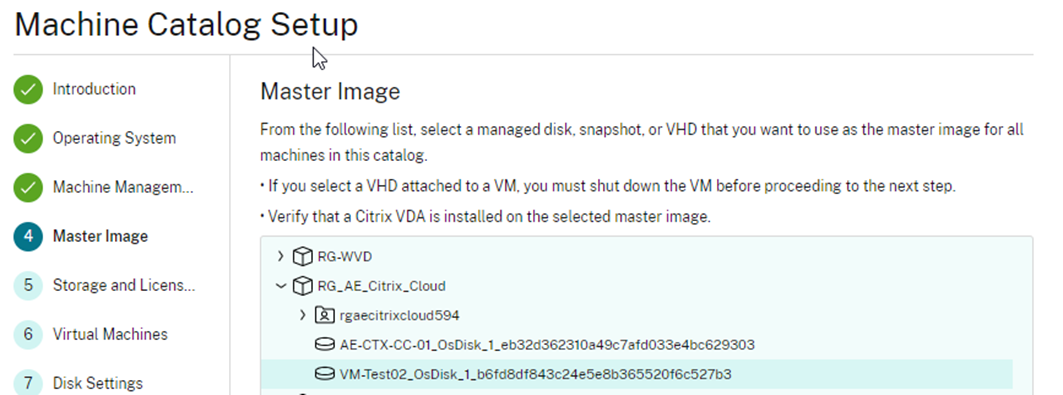 Machine Catalog Setup
Introduction
Operating System
Machine Managem...
4 Master Image
5 Storage and Licens...
6 Virtual Machines
7 Disk Settings
Master Image
From the following list, select a managed disk, snapshot, or VHD that you want to use as the master image for all
machines in this catalog.
• If you select a VHD attached to a VM, you must shut down the VM before proceeding to the next step.
• Verify that a Citrix VDA is installed on the selected master image.
RG-WVD
RG_AE_Citrix_Cloud
rgaecitrixcloud594
AE-CTX-CC-01_OsDisk_1_eb32d362310a49c7afd033e4bc629303
VM-Test02_OsDisk_1_b6fd8df843c24e5e8b365520f6c527b3